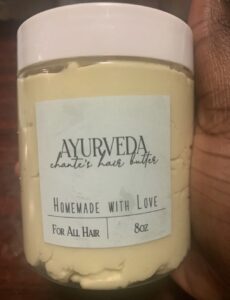 AYURVEDA
chante's hair butter
HOMEMADE WITH LOVE
FOR ALL HAIR 8oz